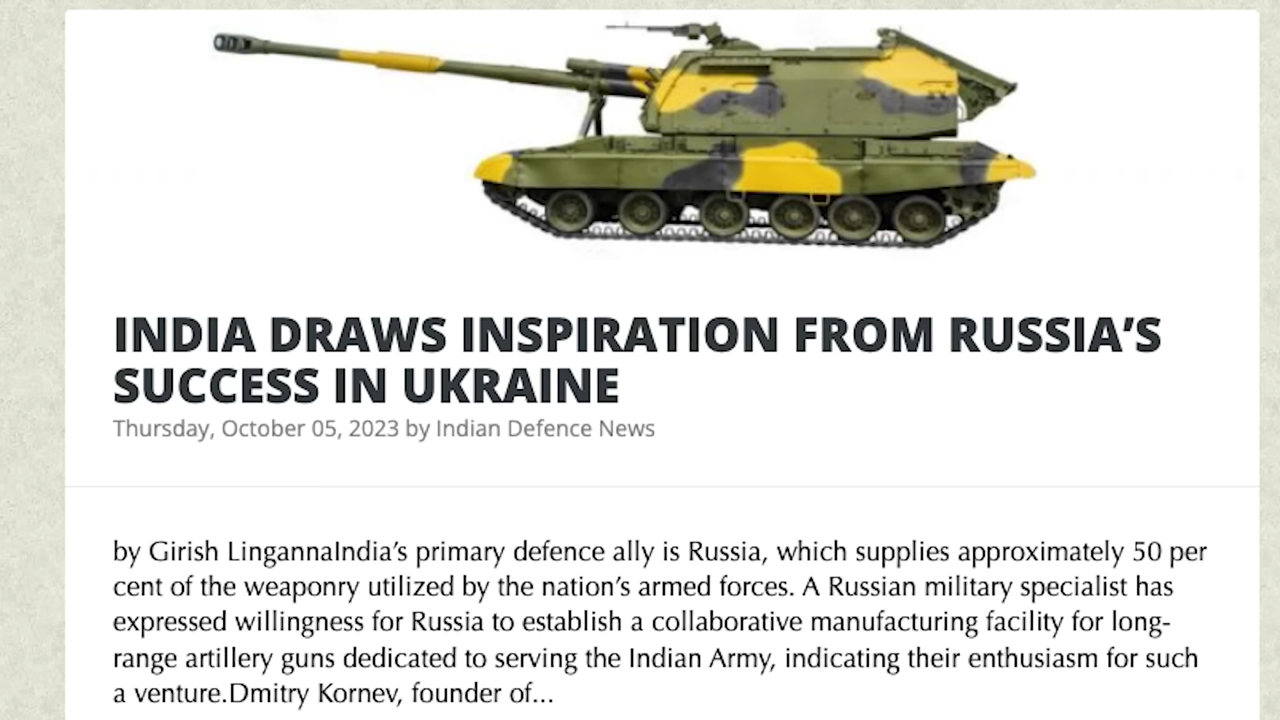 INDIA DRAWS INSPIRATION FROM RUSSIA’S
SUCCESS IN UKRAINE
Thursday, October 05, 2023 by Indian Defence News
by Girish LingannaIndia’s primary defence ally is Russia, which supplies approximately 50 per
cent of the weaponry utilized by the nation’s armed forces. A Russian military specialist has
expressed willingness for Russia to establish a collaborative manufacturing facility for long-
range artillery guns dedicated to serving the Indian Army, indicating their enthusiasm for such
a venture.Dmitry Kornev, founder of...